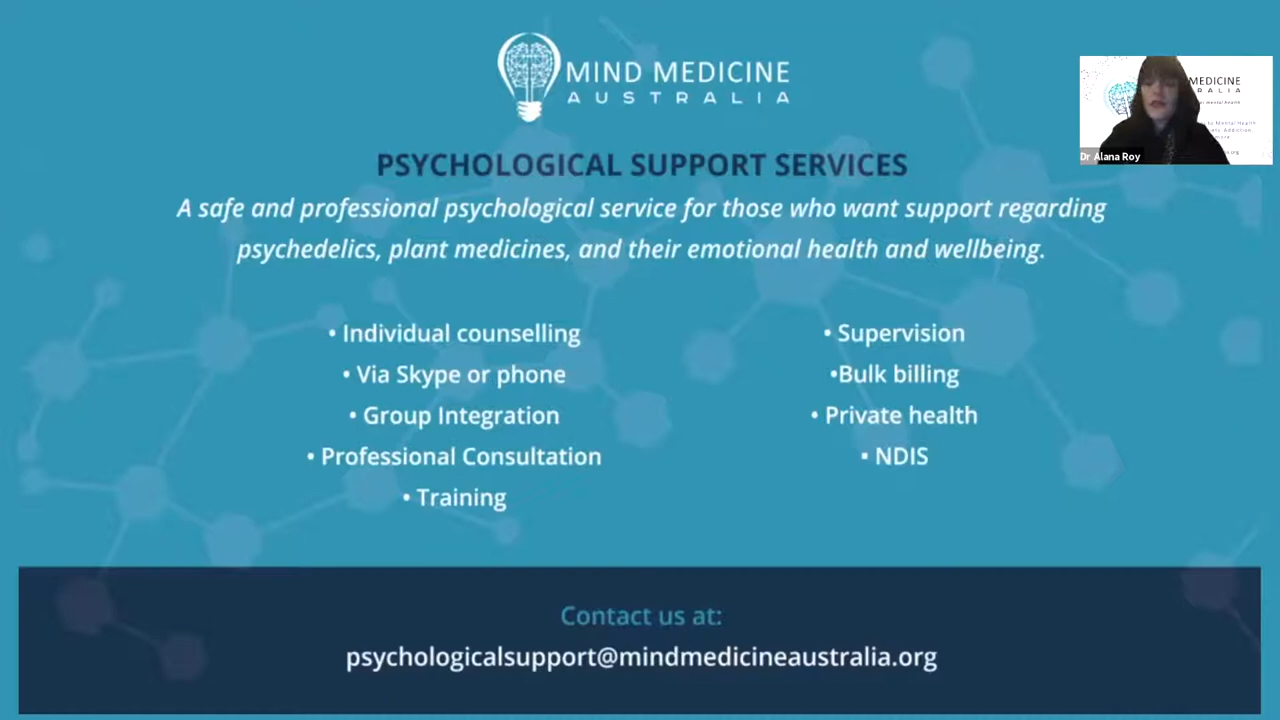 MIND MEDICINE
AUSTRALIA
PSYCHOLOGICAL SUPPORT SERVICES
A safe and professional psychological service for those who want support regarding
psychedelics, plant medicines, and their emotional health and wellbeing.
• Individual counselling
• Via Skype or phone
• Group Integration
• Professional Consultation
• Training
• Supervision
•Bulk billing
• Private health
• NDIS
Contact us at:
psychologicalsupport@mindmedicineaustralia.org
MEDICINE
Dr Alana Roy